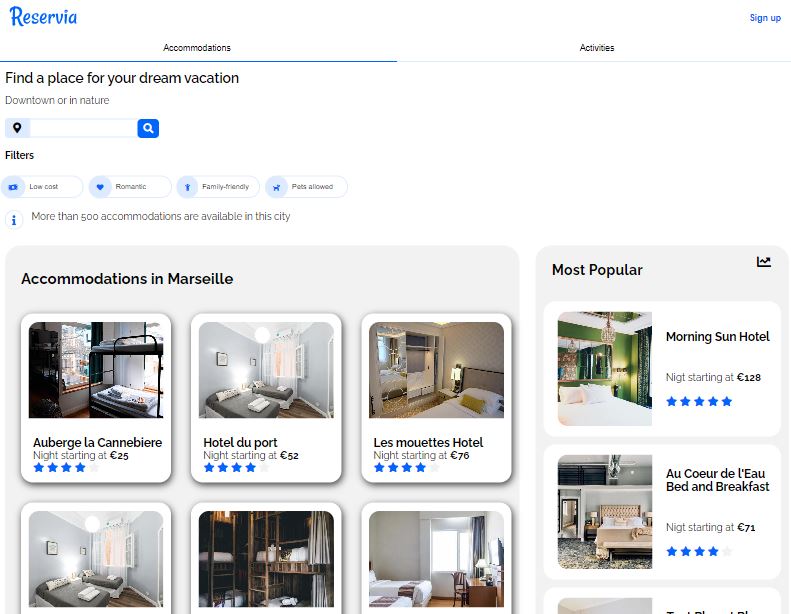 Reservia
Sign up
Accommodations
Activities
Find a place for your dream vacation
Downtown or in nature
Filters
Low cost
Romantic
Family-friendly
Pets allowed
More than 500 accommodations are available in this city
Accommodations in Marseille
Auberge la Cannebiere
Night starting at €25
Hotel du port
Night starting at €52
Les mouettes Hotel
Night starting at €76
Most Popular
Morning Sun Hotel
Nigt starting at €128
Au Coeur de l'Eau
Bed and Breakfast
Nigt starting at €71